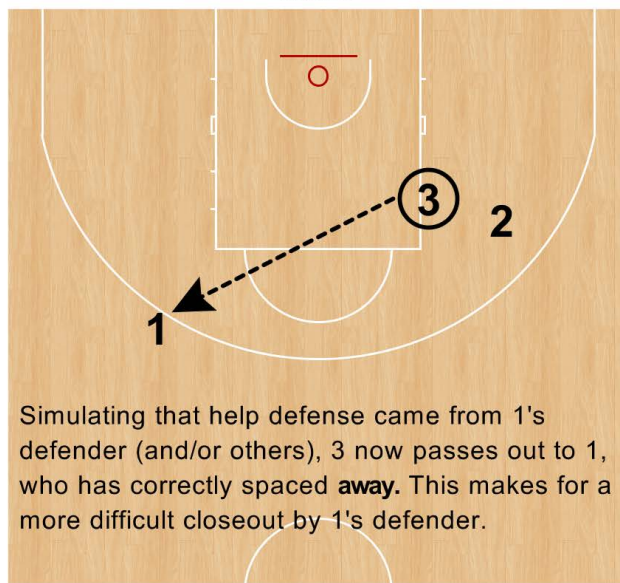 3
2
1
Simulating that help defense came from 1's
defender (and/or others), 3 now passes out to 1,
who has correctly spaced away. This makes for a
more difficult closeout by 1's defender.